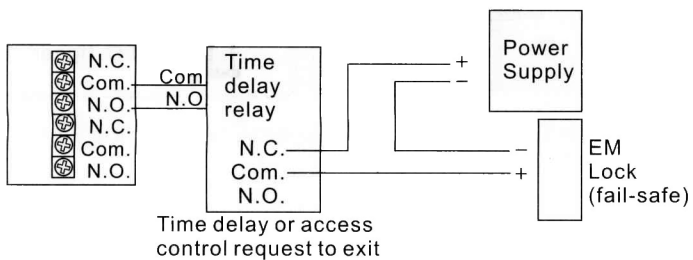 N.C.
Com.
N.O.
N.C.
Com.
N.O.
Com
N.O
Time
delay
relay
N.C.
Com.
N.O.
Time delay or access
control request to exit
+
−
Power
Supply
−
+
EM
Lock
(fail-safe)